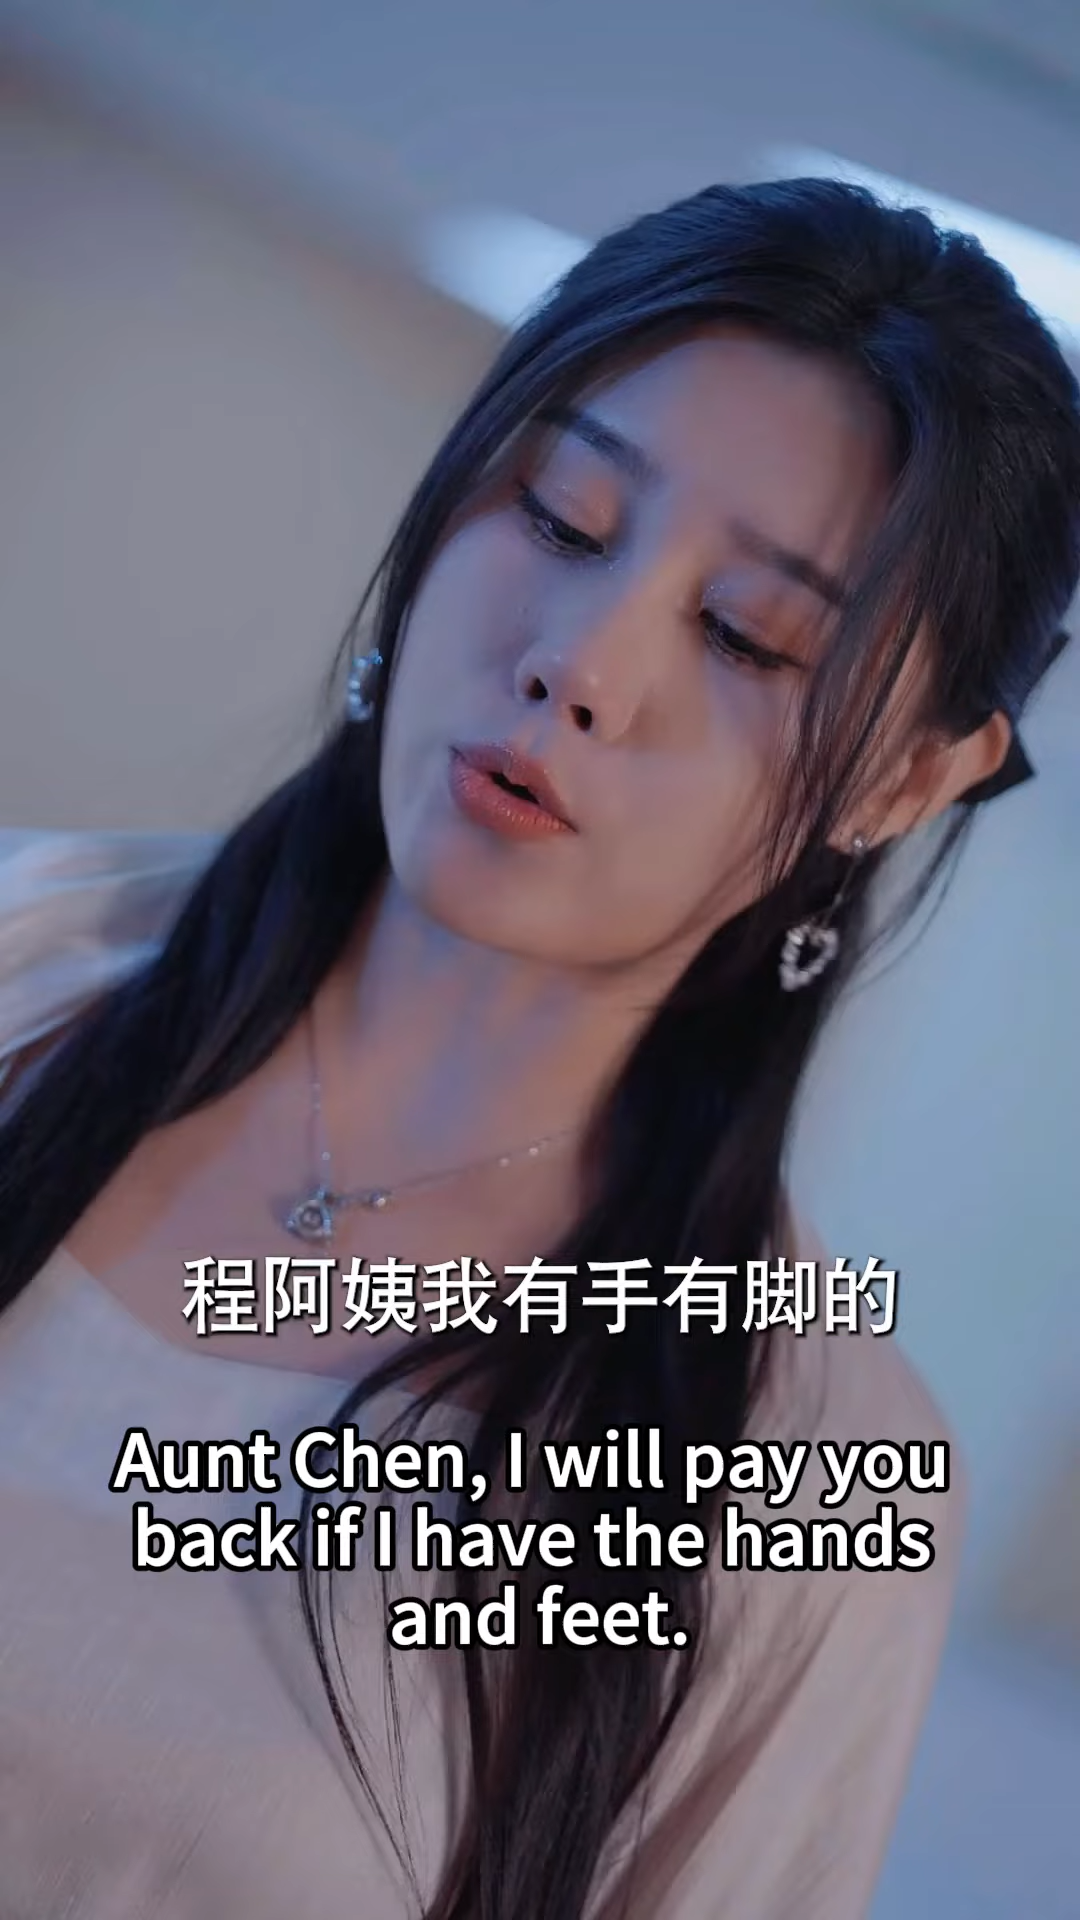 程阿姨我有手有脚的
Aunt Chen, I will pay you
back if I have the hands
and feet.